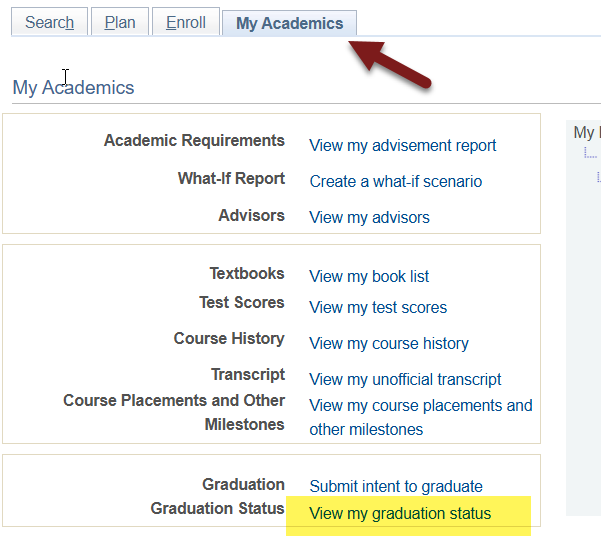 Search Plan Enroll My Academics
My Academics
Academic Requirements View my advisement report
What-If Report Create a what-if scenario
Advisors View my advisors
Textbooks View my book list
Test Scores View my test scores
Course History View my course history
Transcript View my unofficial transcript
Course Placements and Other View my course placements and
Milestones other milestones
Graduation Submit intent to graduate
Graduation Status View my graduation status
My